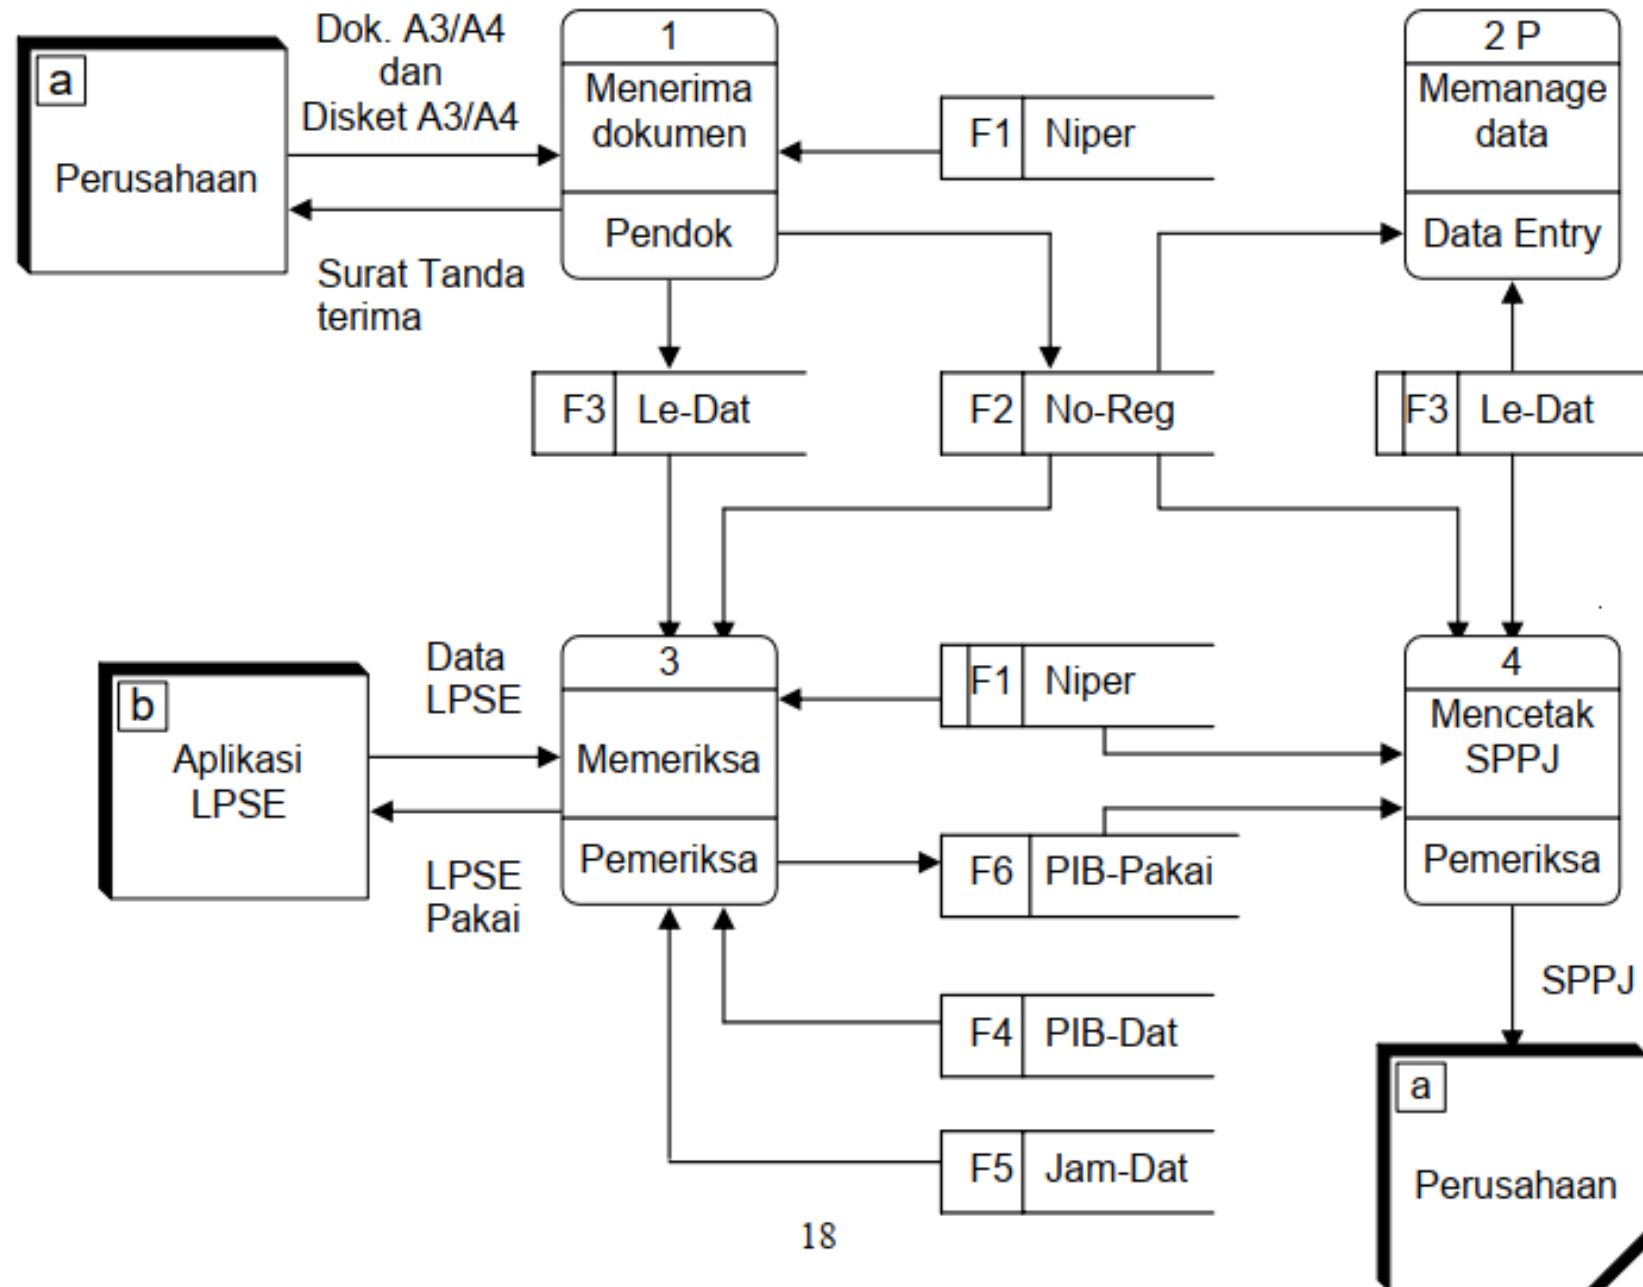 Dok. A3/A4
dan
Disket A3/A4
a
Perusahaan
Surat Tanda
terima
1
Menerima
dokumen
Pendok
F1 Niper
2 P
Memanage
data
Data Entry
F3 Le-Dat
F2 No-Reg
F3 Le-Dat
b
Aplikasi
LPSE
Data
LPSE
LPSE
Pakai
3
Memeriksa
Pemeriksa
F1 Niper
F6 PIB-Pakai
4
Mencetak
SPPJ
Pemeriksa
F4 PIB-Dat
F5 Jam-Dat
SPPJ
a
Perusahaan
18